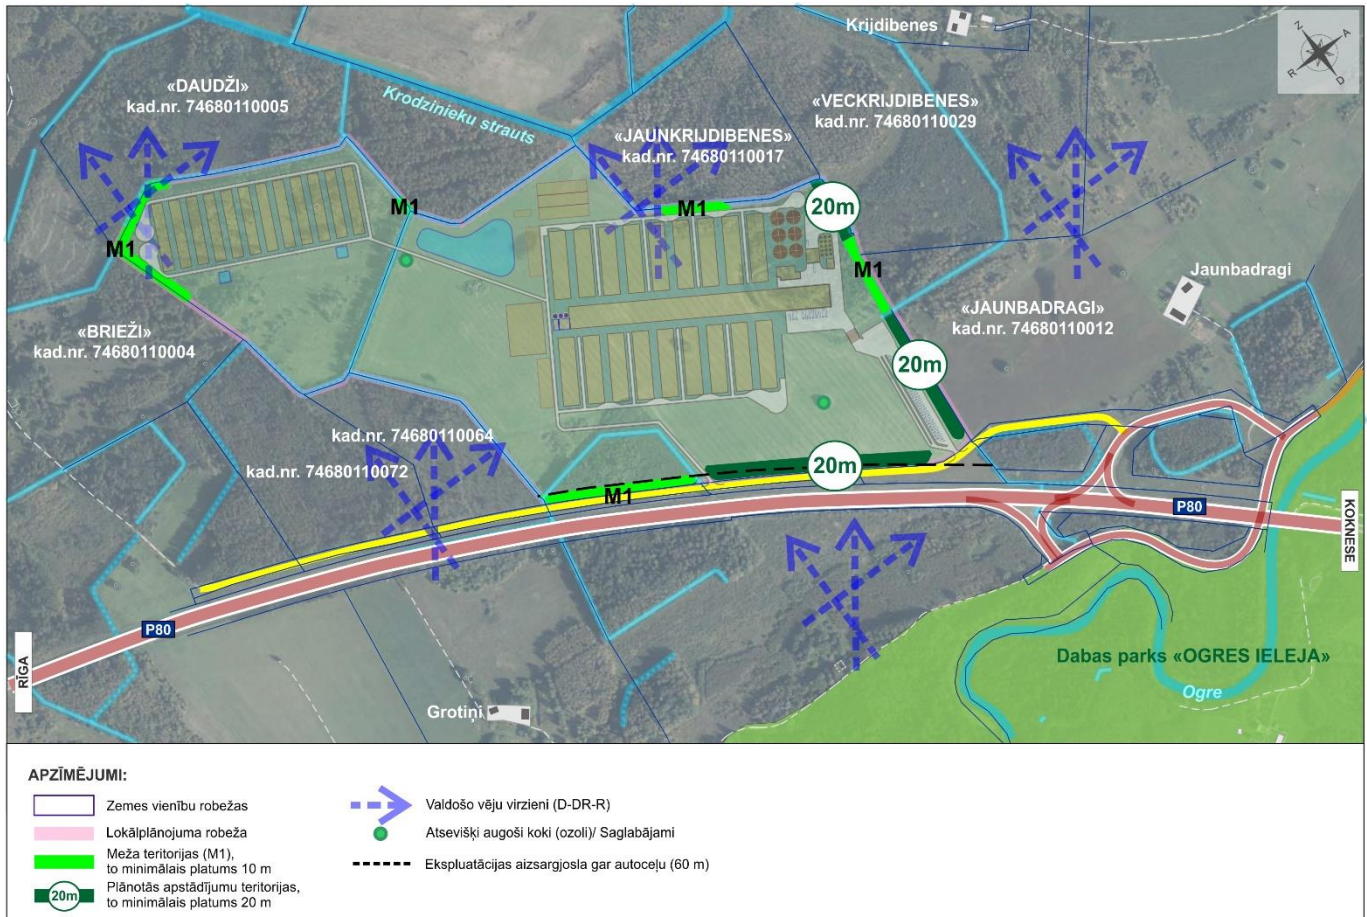 Krijdibenes
Z
A
R
D
«DAUDŽI»
kad.nr. 74680110005
Krodzinieku strauts
«VECKRIJDIBENES»
kad.nr. 74680110029
«JAUNKRIJDIBENES»
kad.nr. 74680110017
M1
M1
20m
M1
M1
Jaunbadragi
«JAUNBADRAGI»
kad.nr. 74680110012
«BRIEŽI»
kad.nr. 74680110004
20m
kad.nr. 74680110064
kad.nr. 74680110072
20m
M1
P80
KOKNESE
P80
RĪGA
Dabas parks «OGRES IELEJA»
Ogre
Grotiņi
APZĪMĒJUMI:
Zemes vienību robežas
Lokālplānojuma robeža
Meža teritorijas (M1),
to minimālais platums 10 m
20m
Plānotās apstādījumu teritorijas,
to minimālais platums 20 m
Valdošo vēju virzieni (D-DR-R)
Atsevišķi augoši koki (ozoli)/ Saglabājami
Ekspluatācijas aizsargjosla gar autoceļu (60 m)